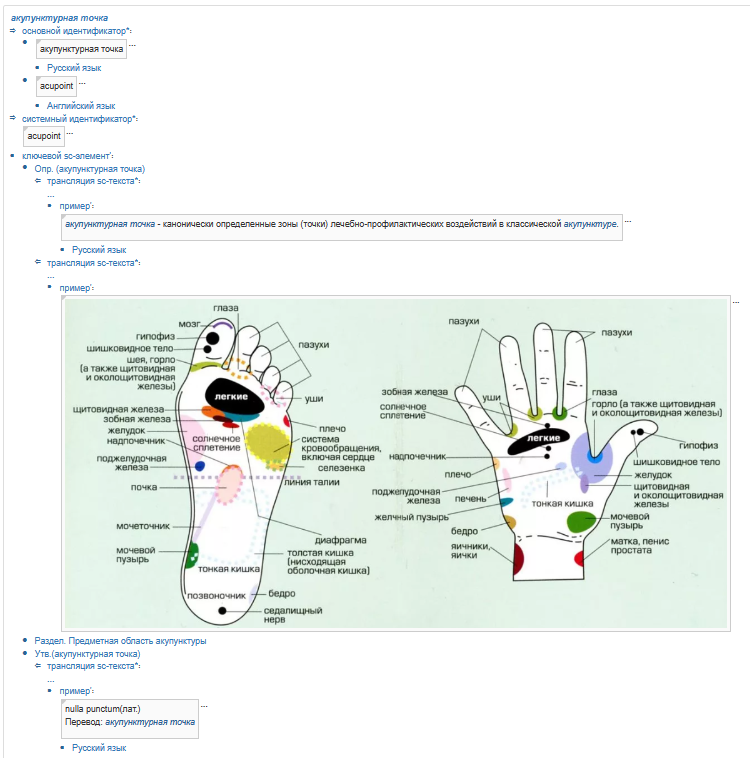 акупунктурная точка
⇒ основной идентификатор*:
• акупунктурная точка ...
• Русский язык
• acupoint ...
• Английский язык
⇒ системный идентификатор*:
acupoint ...
• ключевой sc-элемент':
• Опр. (акупунктурная точка)
⇐ трансляция sc-текста*:
...
• пример':
акупунктурная точка - канонически определенные зоны (точки) лечебно-профилактических воздействий в классической акупунктуре. ...
• Русский язык
⇐ трансляция sc-текста*:
...
• пример':
...
глаза
мозг
гипофиз
шишковидное тело
шея, горло
(а также щитовидная
и околощитовидная
железы)
пазухи
легкие
уши
щитовидная железа
зобная железа
желудок
надпочечник
солнечное
сплетение
плечо
система
кровообращения,
включая сердце
селезенка
поджелудочная
железа
линия талии
почка
мочеточник
диафрагма
мочевой
пузырь
толстая кишка
(нисходящая
оболочная кишка)
тонкая кишка
позвоночник
бедро
седалищный
нерв
пазухи
пазухи
зобная железа
солнечное
сплетение
уши
глаза
горло (а также щитовидная
и околощитовидная железы)
легкие
гипофиз
надпочечник
шишковидное тело
плечо
желудок
поджелудочная
железа
печень
тонкая кишка
щитовидная
и околощитовидная
железы
желчный пузырь
мочевой
пузырь
бедро
яичники,
яички
матка, пенис
простата
• Раздел. Предметная область акупунктуры
• Утв.(акупунктурная точка)
⇐ трансляция sc-текста*:
...
• пример':
nulla punctum(лат.) ...
Перевод: акупунктурная точка
• Русский язык